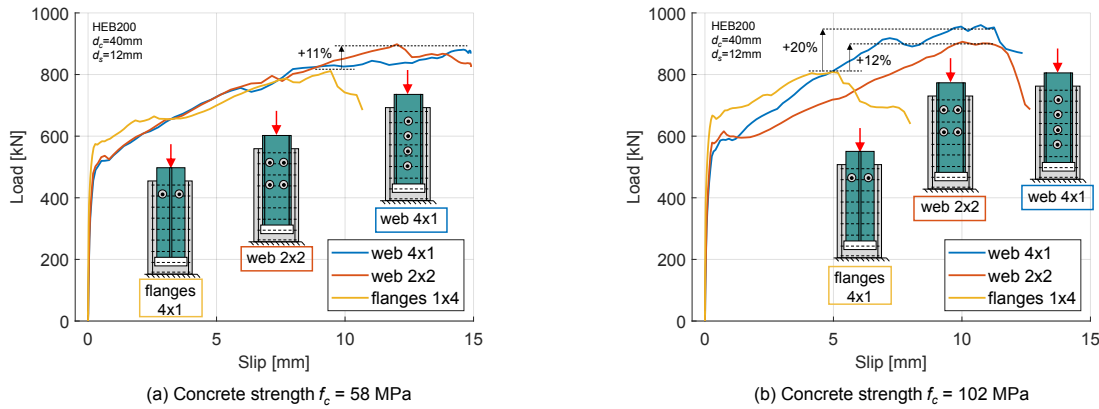 HEB200
d_c=40mm
d_s=12mm
+11%
1000
800
600
400
200
0
Load [kN]
0
5
10
15
Slip [mm]
flanges
4x1
web 2x2
web 4x1
web 4x1
web 2x2
flanges 1x4
(a) Concrete strength f_c = 58 MPa
HEB200
d_c=40mm
d_s=12mm
+20%
+12%
1000
800
600
400
200
0
Load [kN]
0
5
10
15
Slip [mm]
flanges
4x1
web 2x2
web 4x1
web 4x1
web 2x2
flanges 1x4
(b) Concrete strength f_c = 102 MPa